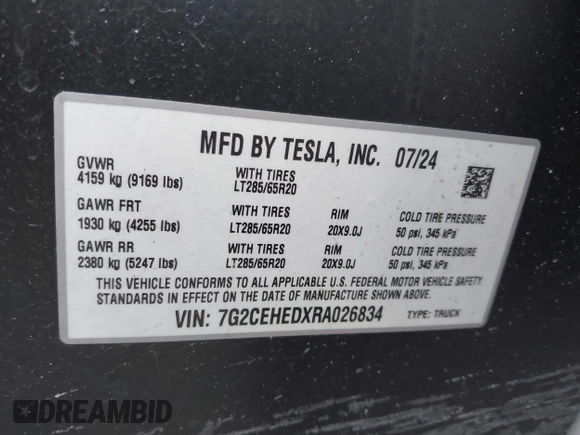 MFD BY TESLA, INC. 07/24
GVWR
4159 kg (9169 lbs)
WITH TIRES
LT285/65R20
GAWR FRT
1930 kg (4255 lbs)
WITH TIRES
LT285/65R20
RIM
20X9.0J
COLD TIRE PRESSURE
50 psi, 345 kPa
GAWR RR
2380 kg (5247 lbs)
WITH TIRES
LT285/65R20
RIM
20X9.0J
COLD TIRE PRESSURE
50 psi, 345 kPa
THIS VEHICLE CONFORMS TO ALL APPLICABLE U.S. FEDERAL MOTOR VEHICLE SAFETY
STANDARDS IN EFFECT ON THE DATE OF MANUFACTURE SHOWN ABOVE.
VIN: 7G2CEHEDXRA026834 TYPE: TRUCK
DREAMBID